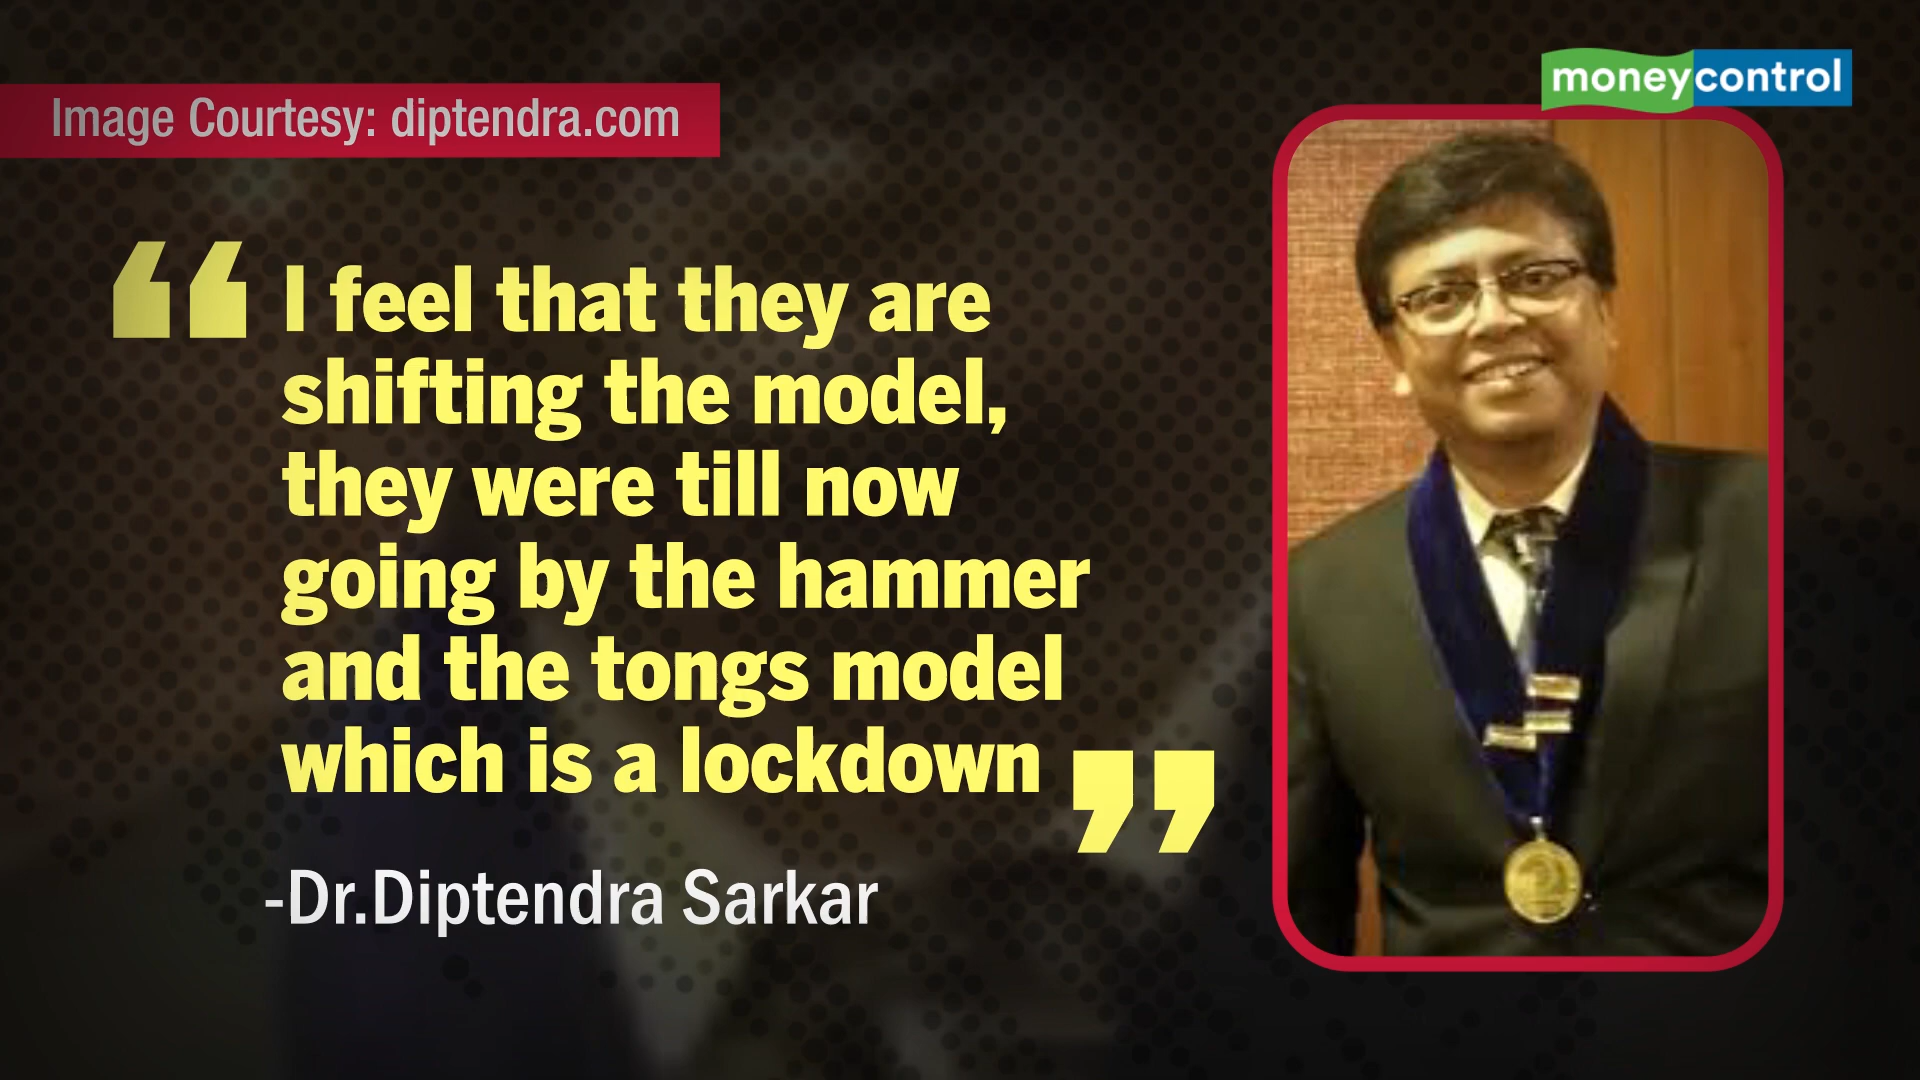 moneycontrol
Image Courtesy: diptendra.com
“I feel that they are
shifting the model,
they were till now
going by the hammer
and the tongs model
which is a lockdown”
-Dr.Diptendra Sarkar